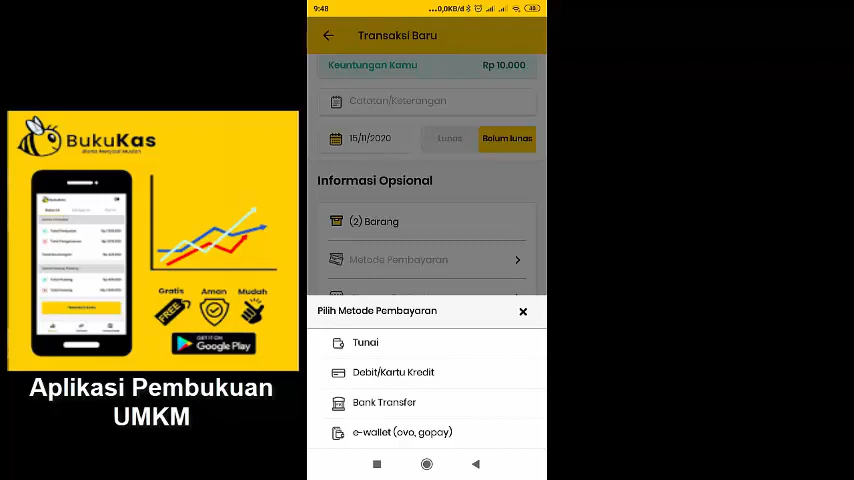 BukuKas
Gratis
Aman
Mudah
FREE
GET IT ON
Google Play
Aplikasi Pembukuan
UMKM
9:48
Transaksi Baru
Keuntungan Kamu
Rp 10.000
Catatan/Keterangan
15/11/2020
Lunas
Belum lunas
Informasi Opsional
(2) Barang
Metode Pembayaran
Pilih Metode Pembayaran
Tunai
Debit/Kartu Kredit
Bank Transfer
e-wallet (ovo, gopay)